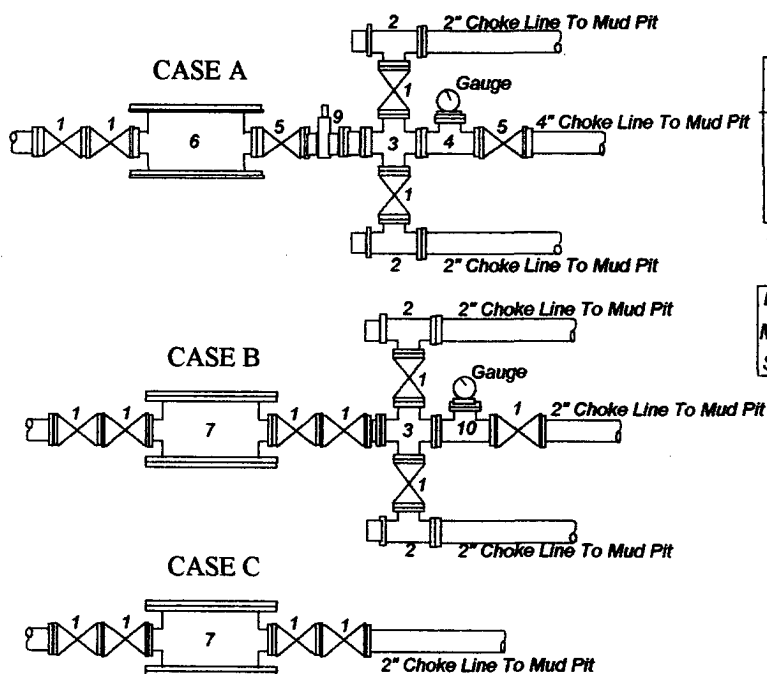 2 2" Choke Line To Mud Pit
CASE A
1 Gauge
1 1 6 5 9 3 4 5 4" Choke Line To Mud Pit
1
2 2" Choke Line To Mud Pit
2 2" Choke Line To Mud Pit
CASE B
1 Gauge
1 1 7 1 1 3 10 1 2" Choke Line To Mud Pit
1
2 2" Choke Line To Mud Pit
CASE C
1 1 7 1 1
2" Choke Line To Mud Pit